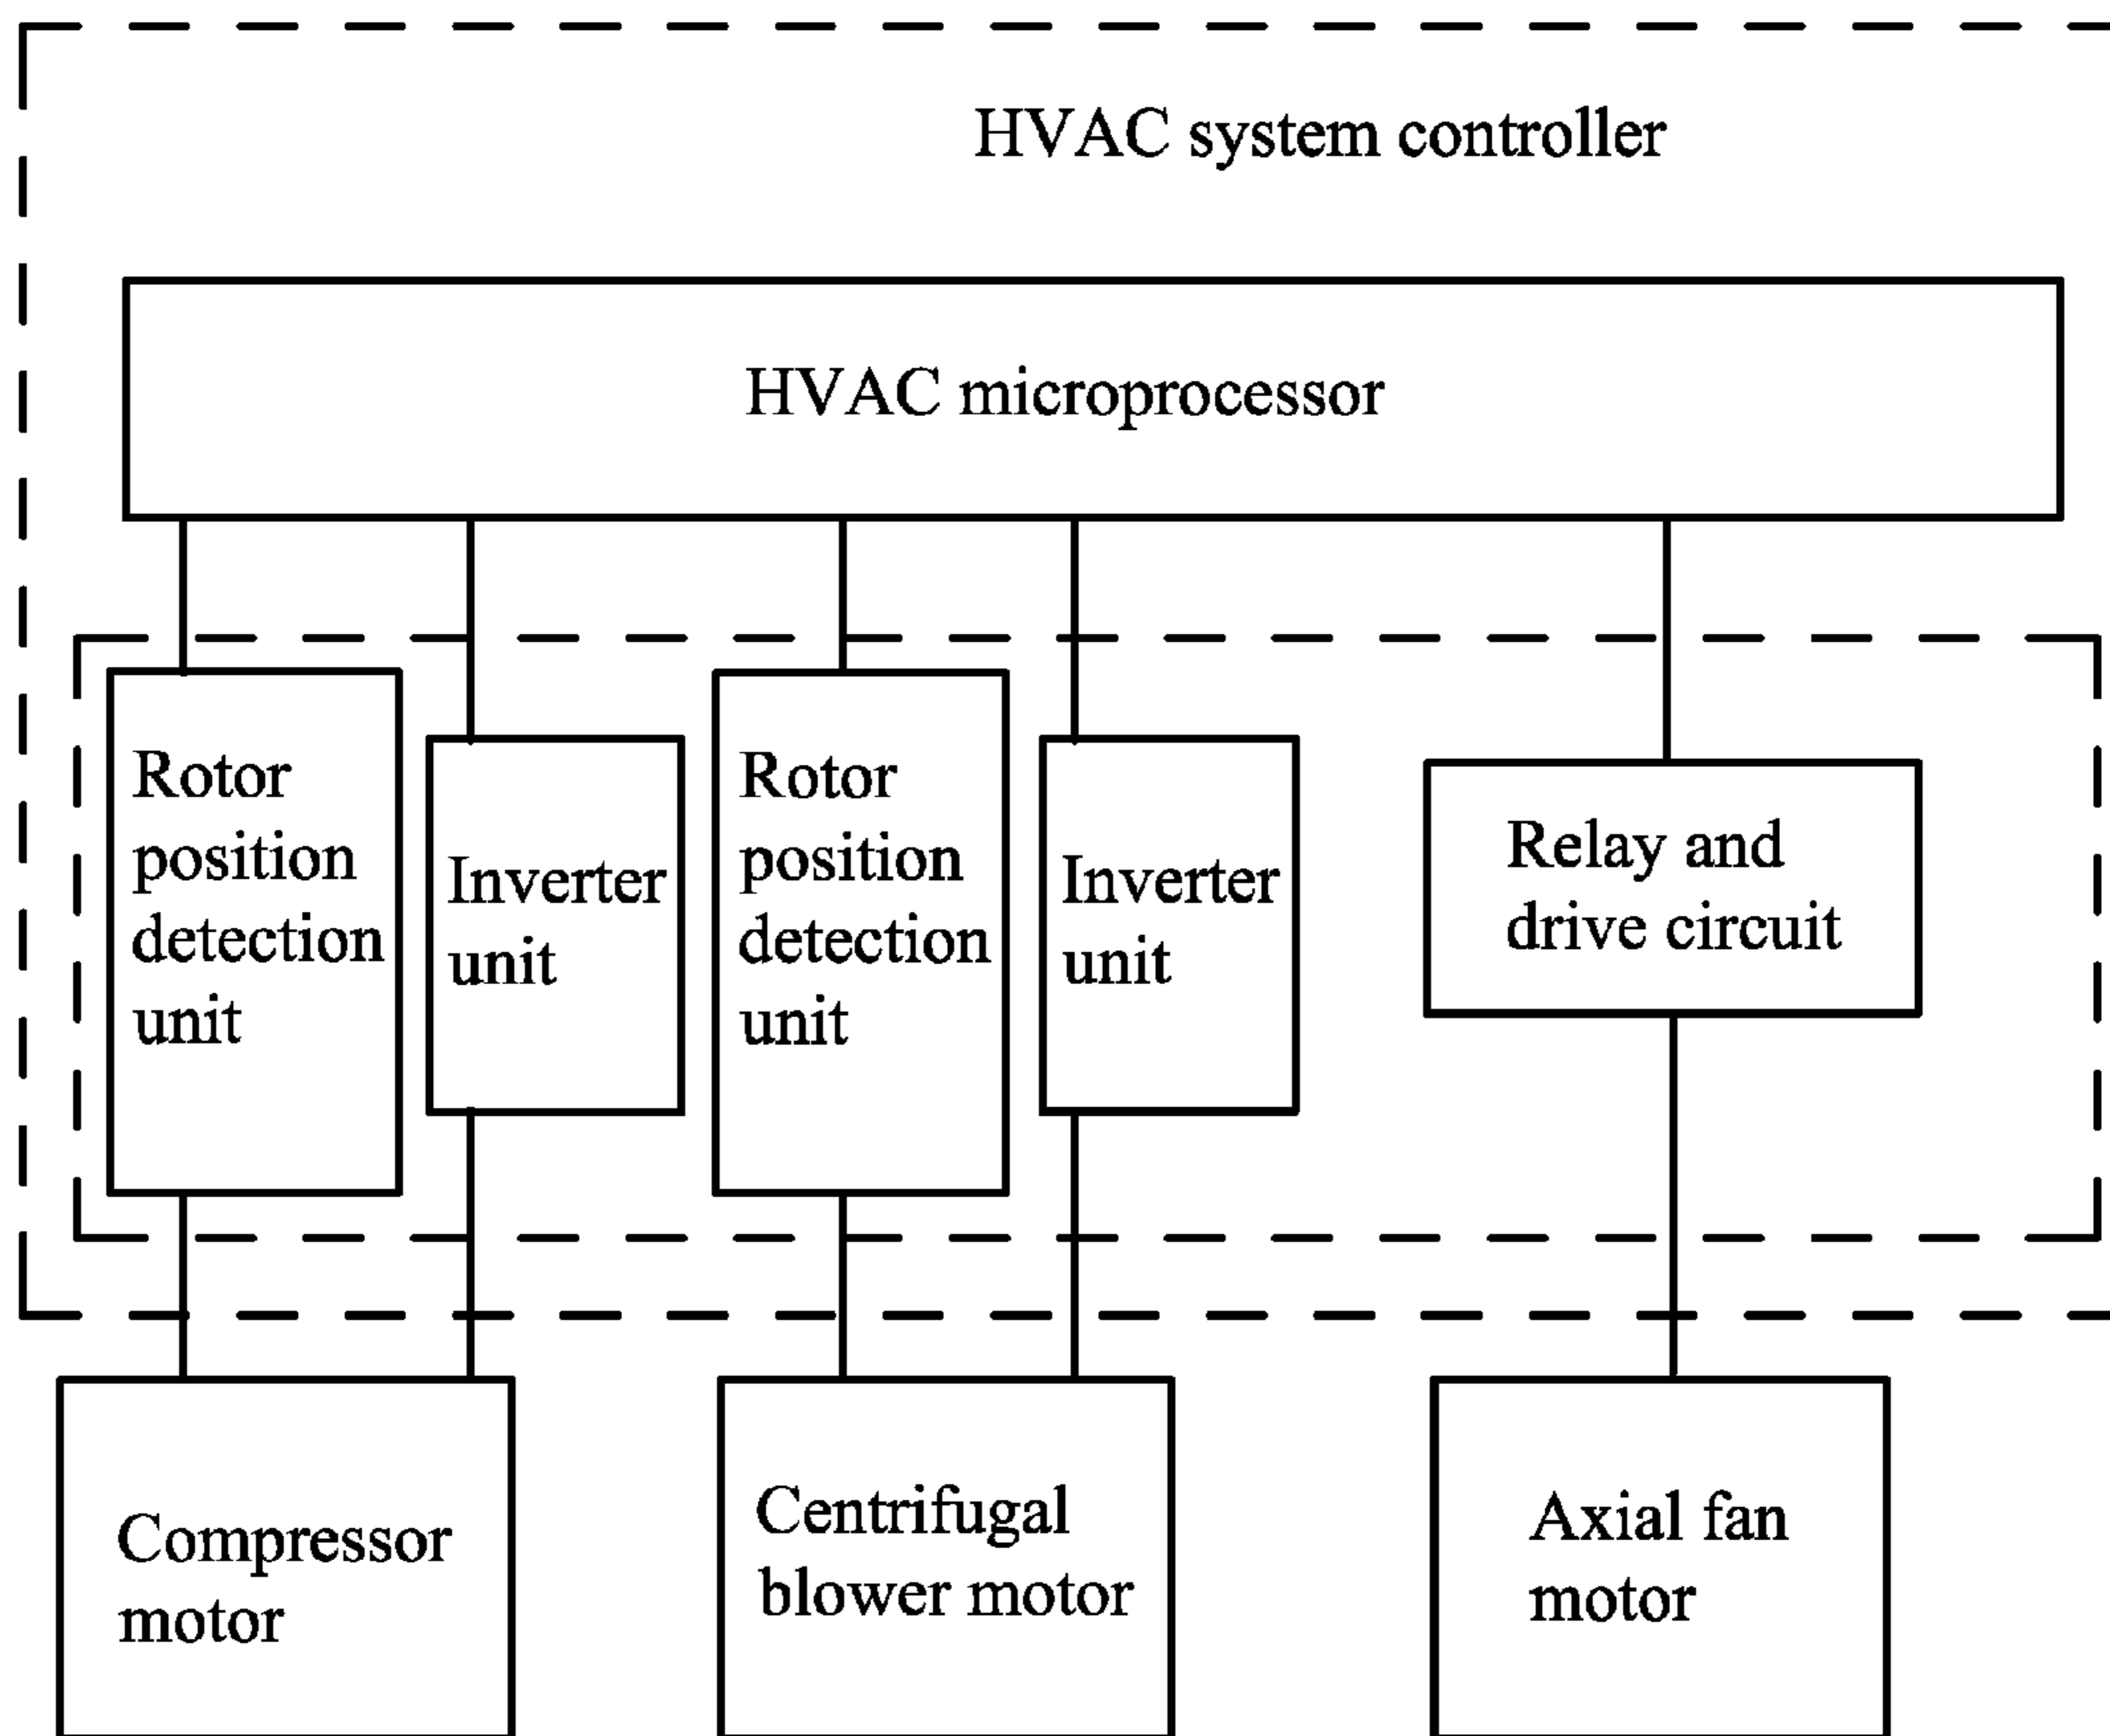 HVAC system controller
HVAC microprocessor
Rotor
position
detection
unit
Inverter
unit
Rotor
position
detection
unit
Inverter
unit
Relay and
drive circuit
Compressor
motor
Centrifugal
blower motor
Axial fan
motor